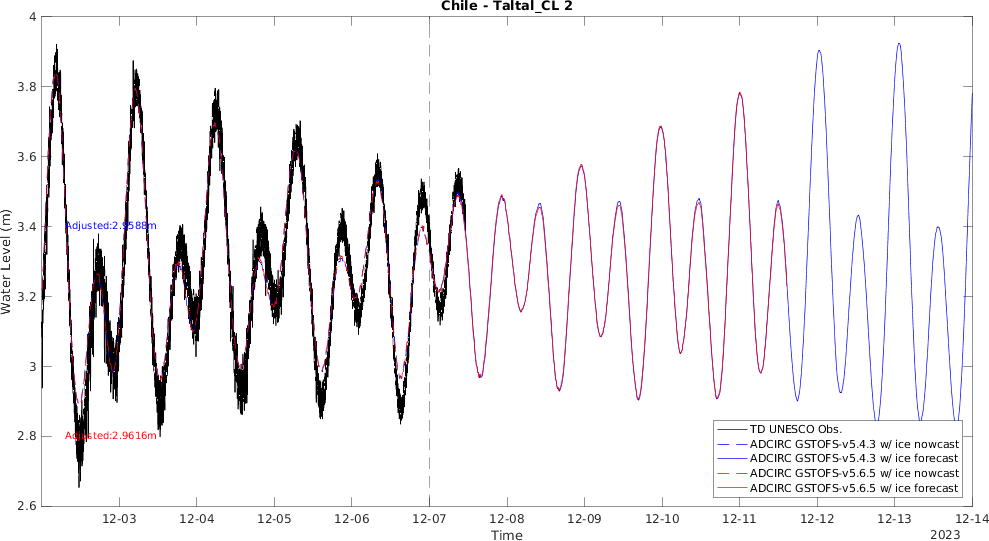 Chile - Taltal_CL 2
Water Level (m)
4
3.8
3.6
3.4
3.2
3
2.8
2.6
Adjusted:2.9588m
Adjusted:2.9616m
TD UNESCO Obs.
ADCIRC GSTOFS-v5.4.3 w/ ice nowcast
ADCIRC GSTOFS-v5.4.3 w/ ice forecast
ADCIRC GSTOFS-v5.6.5 w/ ice nowcast
ADCIRC GSTOFS-v5.6.5 w/ ice forecast
12-03 12-04 12-05 12-06 12-07 12-08 12-09 12-10 12-11 12-12 12-13 12-14
Time
2023